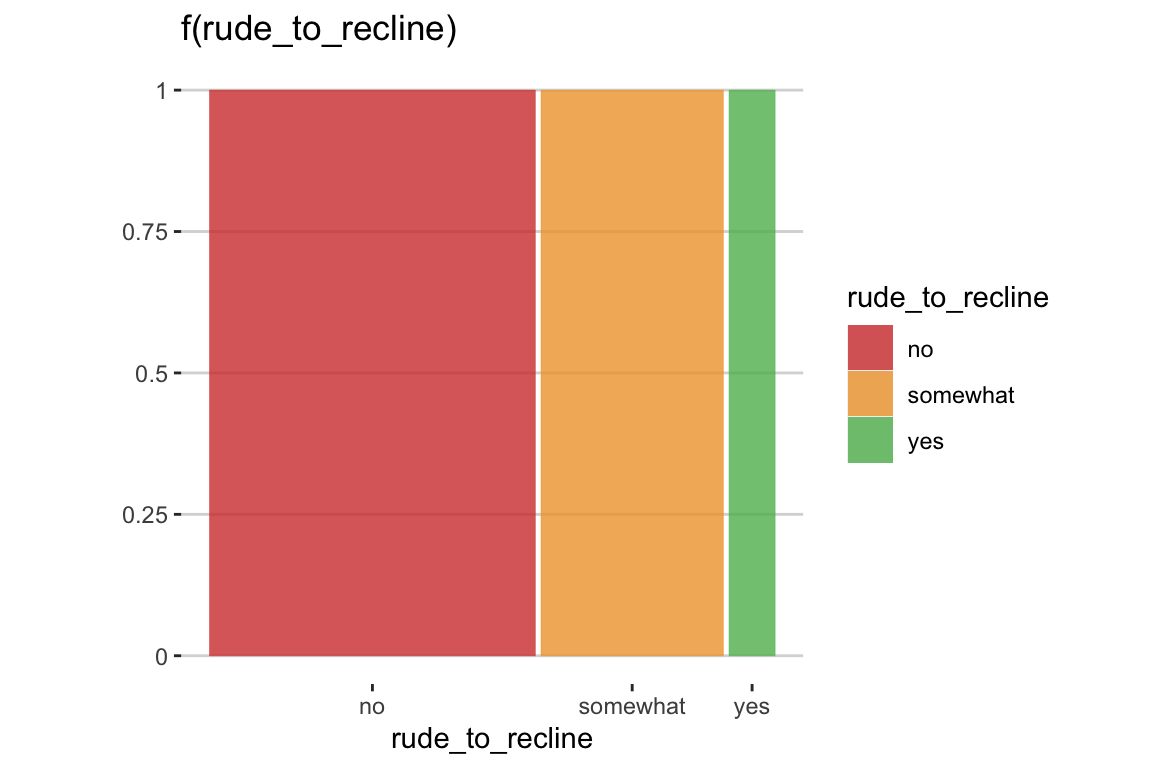 f(rude_to_recline)
1
0.75
0.5
0.25
0
no somewhat yes
rude_to_recline
rude_to_recline
no
somewhat
yes